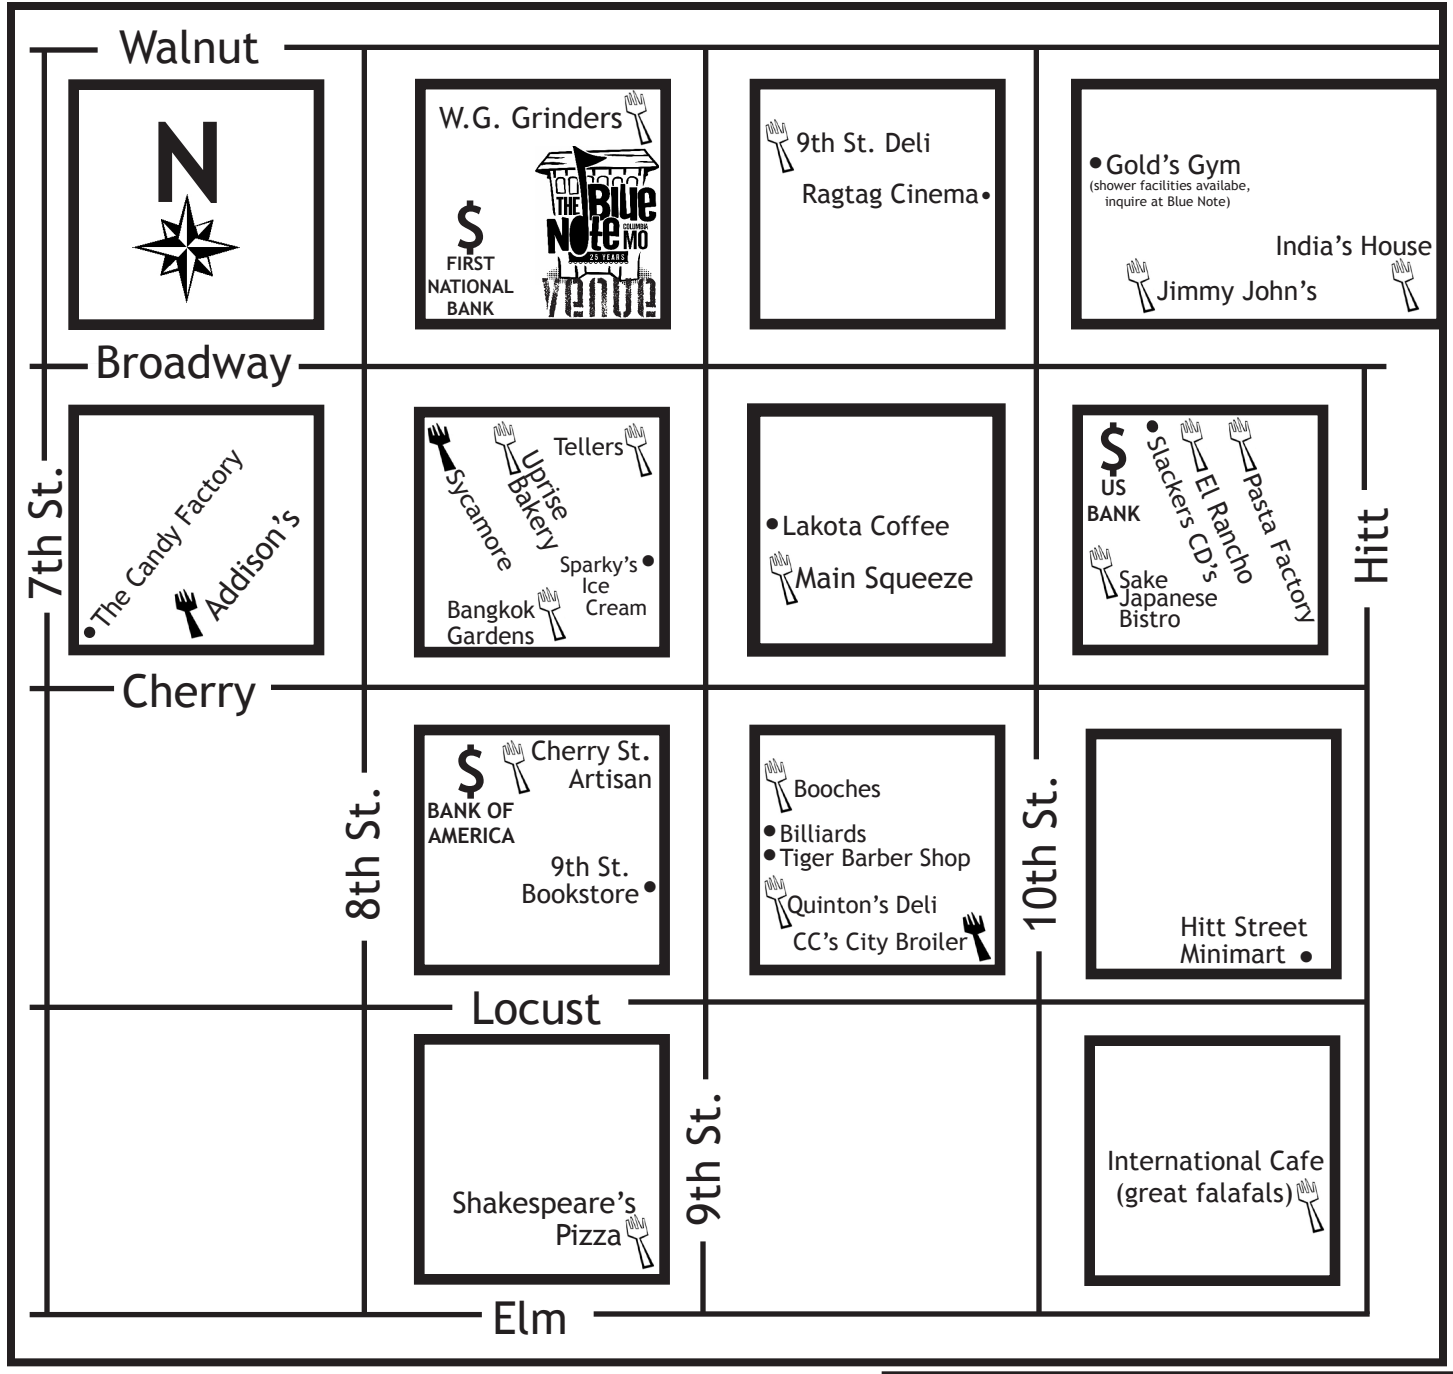 Walnut
N
W.G. Grinders
THE
Blue
Note
COLUMBIA
MO
25 YEARS
venue
$
FIRST
NATIONAL
BANK
9th St. Deli
Ragtag Cinema
Gold's Gym
(shower facilities availabe,
inquire at Blue Note)
India's House
Jimmy John's
Broadway
7th St.
The Candy Factory
Addison's
Sycamore
Uprise
Bakery
Tellers
Sparky's
Ice
Cream
Bangkok
Gardens
Lakota Coffee
Main Squeeze
$
US
BANK
Slackers CD's
El Rancho
Pasta Factory
Sake
Japanese
Bistro
Hitt
Cherry
8th St.
$
BANK OF
AMERICA
Cherry St.
Artisan
9th St.
Bookstore
Booches
Billiards
Tiger Barber Shop
Quinton's Deli
CC's City Broiler
10th St.
Hitt Street
Minimart
Locust
Shakespeare's
Pizza
9th St.
International Cafe
(great falafals)
Elm